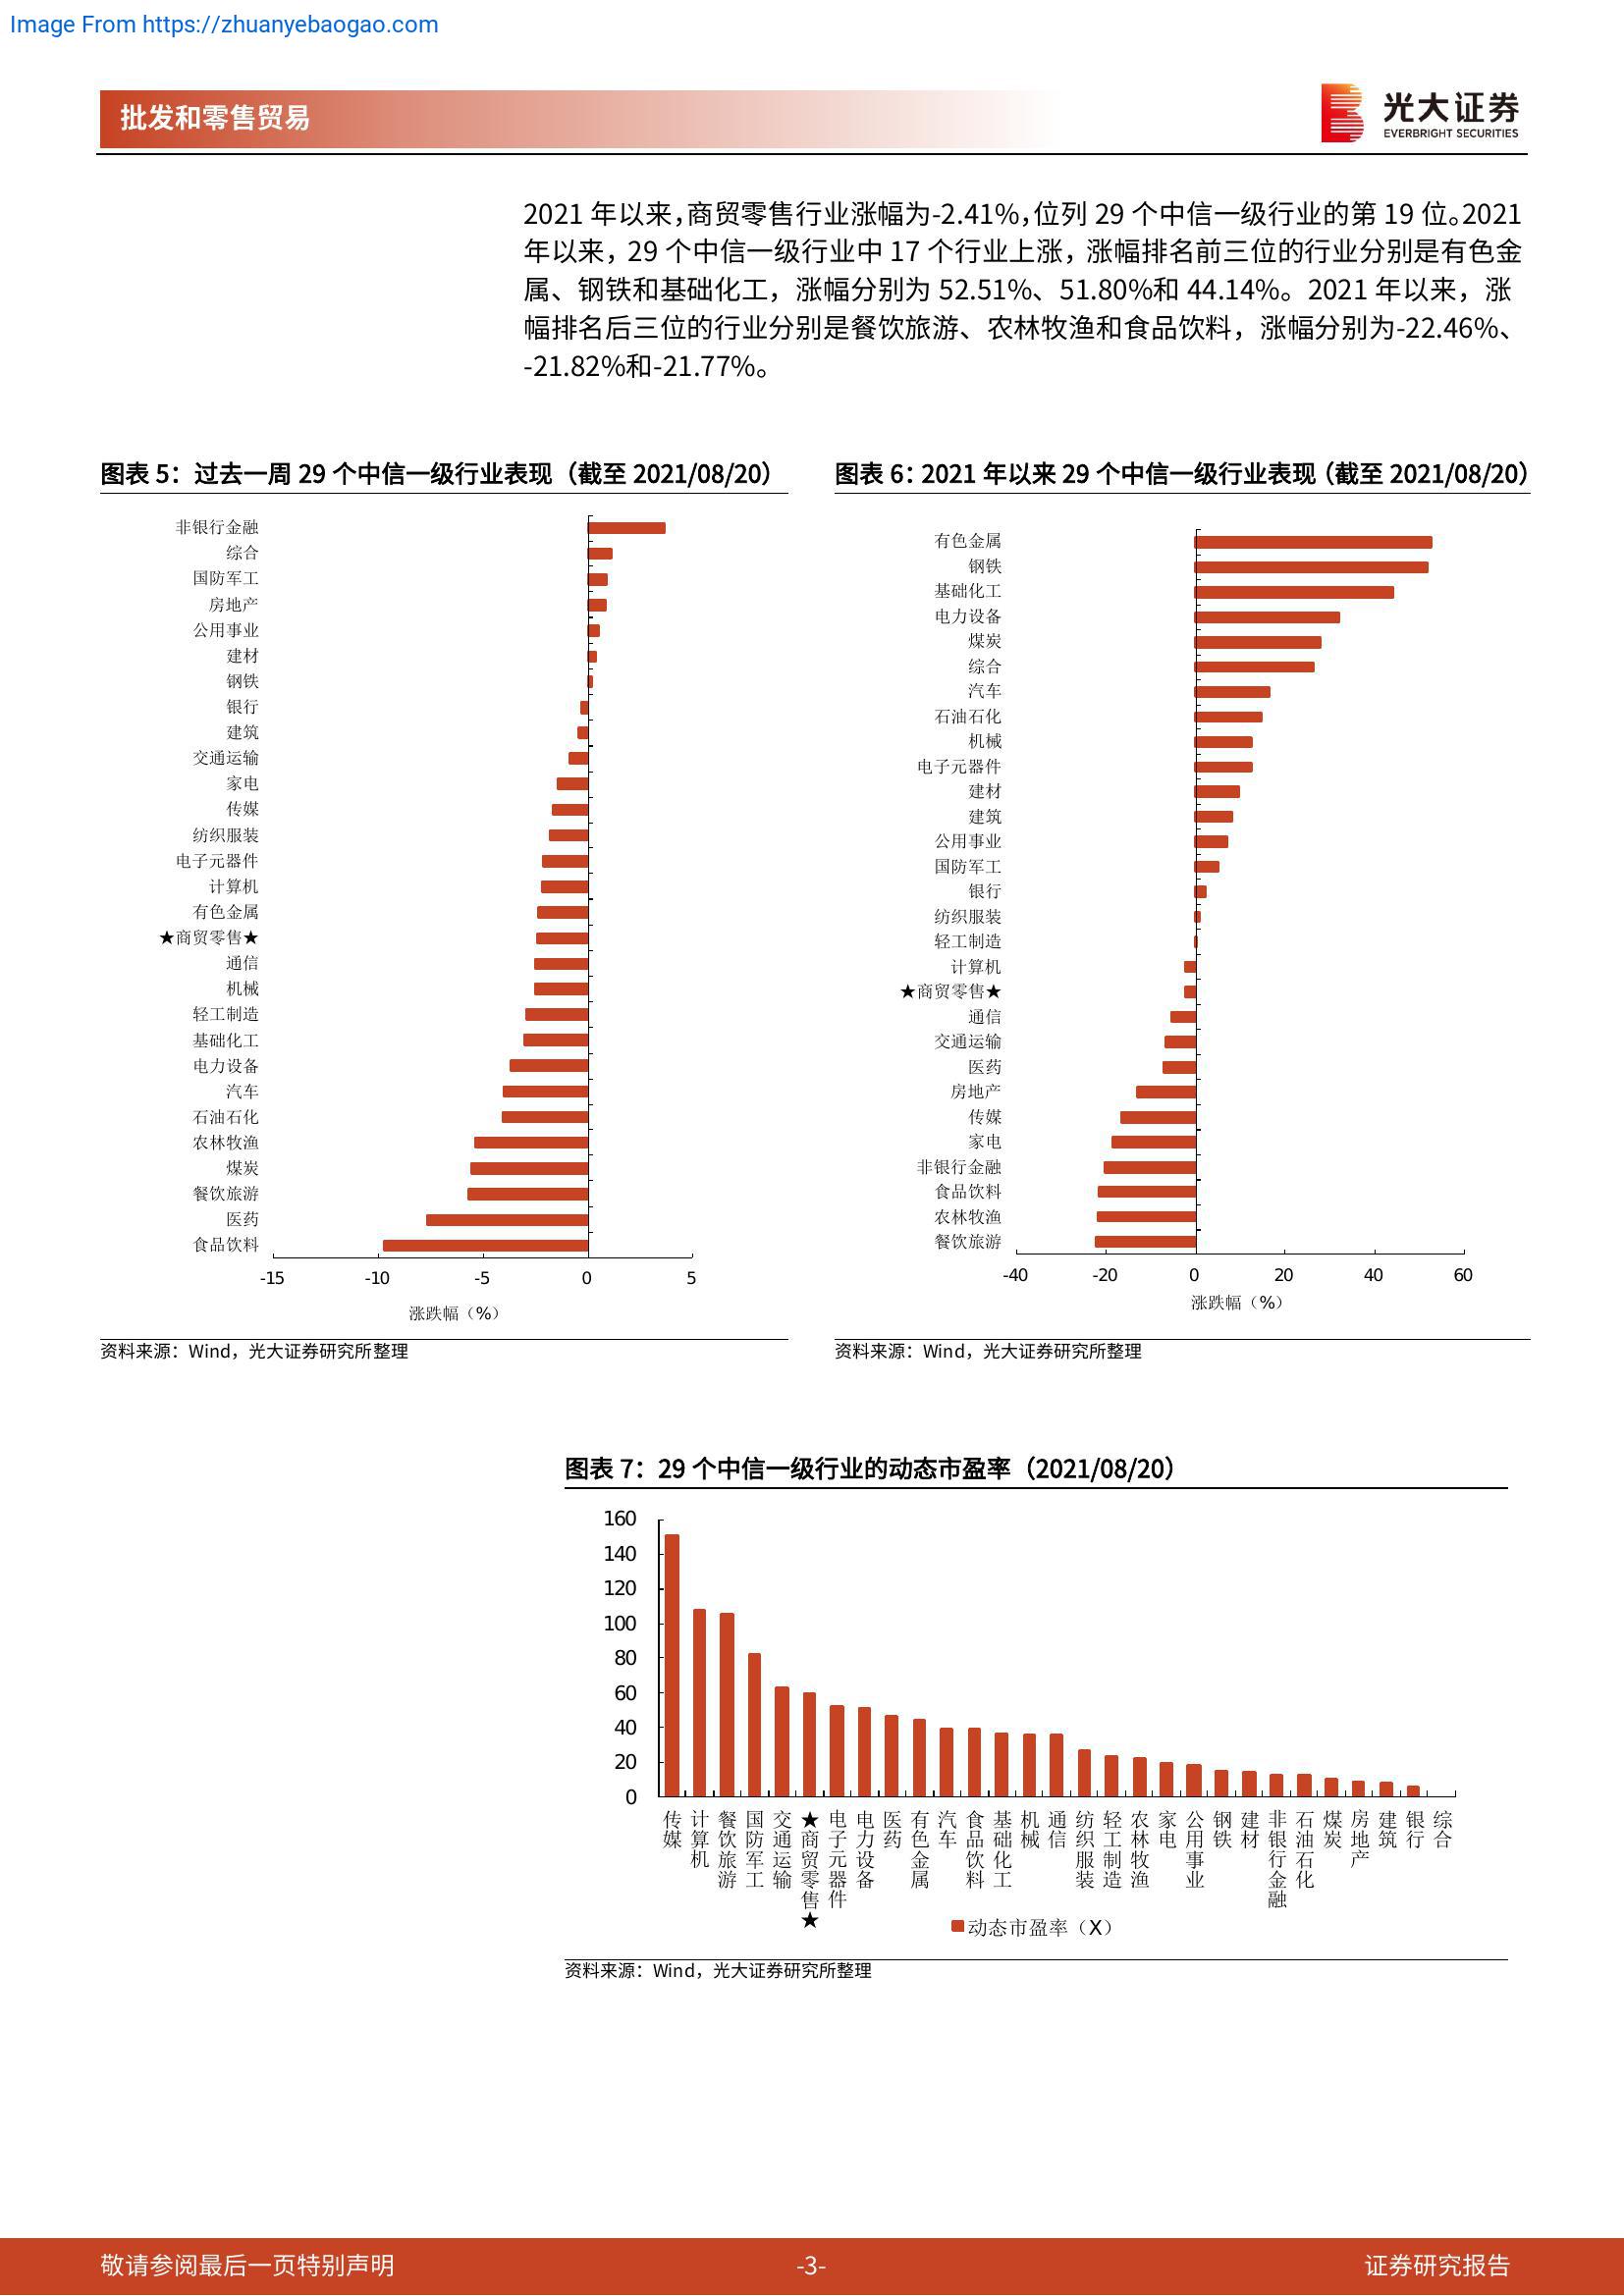 Image From https://zhuanyebaogao.com
批发和零售贸易
光大证券
EVERBRIGHT SECURITIES
2021 年以来，商贸零售行业涨幅为-2.41%，位列 29 个中信一级行业的第 19 位。2021
年以来，29 个中信一级行业中 17 个行业上涨，涨幅排名前三位的行业分别是有色金
属、钢铁和基础化工，涨幅分别为 52.51%、51.80%和 44.14%。2021 年以来，涨
幅排名后三位的行业分别是餐饮旅游、农林牧渔和食品饮料，涨幅分别为-22.46%、
-21.82%和-21.77%。
图表 5：过去一周 29 个中信一级行业表现（截至 2021/08/20）
非银行金融
综合
国防军工
房地产
公用事业
建材
钢铁
银行
建筑
交通运输
家电
传媒
纺织服装
电子元器件
计算机
有色金属
★商贸零售★
通信
机械
轻工制造
基础化工
电力设备
汽车
石油石化
农林牧渔
煤炭
餐饮旅游
医药
食品饮料
-15 -10 -5 0 5
涨跌幅（%）
资料来源：Wind，光大证券研究所整理
图表 6：2021 年以来 29 个中信一级行业表现（截至 2021/08/20）
有色金属
钢铁
基础化工
电力设备
煤炭
综合
汽车
石油石化
机械
电子元器件
建材
建筑
公用事业
国防军工
银行
纺织服装
轻工制造
计算机
★商贸零售★
通信
交通运输
医药
房地产
传媒
家电
非银行金融
食品饮料
农林牧渔
餐饮旅游
-40 -20 0 20 40 60
涨跌幅（%）
资料来源：Wind，光大证券研究所整理
图表 7：29 个中信一级行业的动态市盈率（2021/08/20）
160
140
120
100
80
60
40
20
0
传媒
计算机
餐饮旅游
国防军工
交通运输
★商贸零售★
电子元器件
电力设备
医药
有色金属
汽车
食品饮料
基础化工
机械
通信
纺织服装
轻工制造
农林牧渔
家电
公用事业
钢铁
建材
非银行金融
石油石化
煤炭
房地产
建筑
银行
综合
动态市盈率（X）
资料来源：Wind，光大证券研究所整理
敬请参阅最后一页特别声明
-3-
证券研究报告